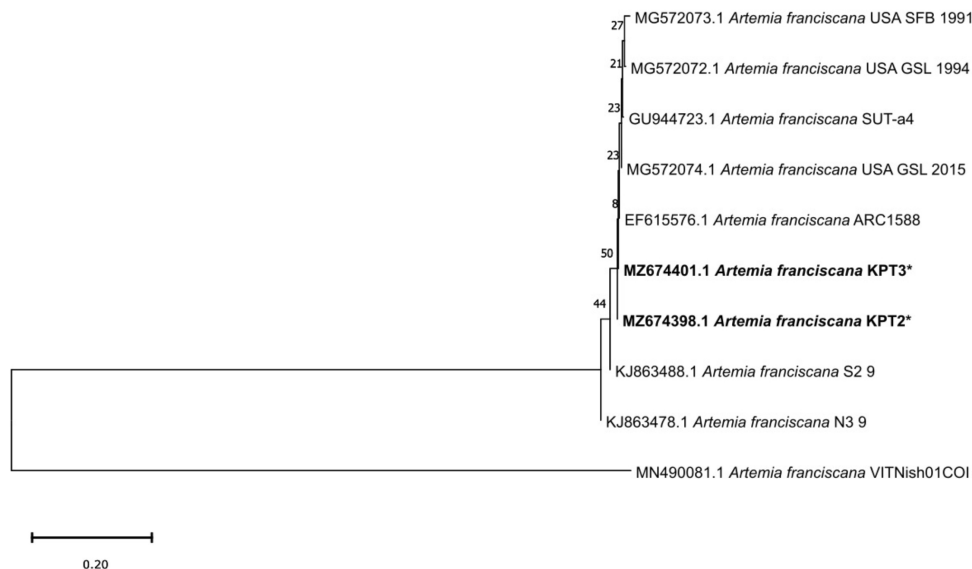 MG572073.1 Artemia franciscana USA SFB 1991
27
MG572072.1 Artemia franciscana USA GSL 1994
21
GU944723.1 Artemia franciscana SUT-a4
23
MG572074.1 Artemia franciscana USA GSL 2015
23
EF615576.1 Artemia franciscana ARC1588
8
MZ674401.1 Artemia franciscana KPT3*
50
MZ674398.1 Artemia franciscana KPT2*
44
KJ863488.1 Artemia franciscana S2 9
KJ863478.1 Artemia franciscana N3 9
MN490081.1 Artemia franciscana VITNish01COI
0.20